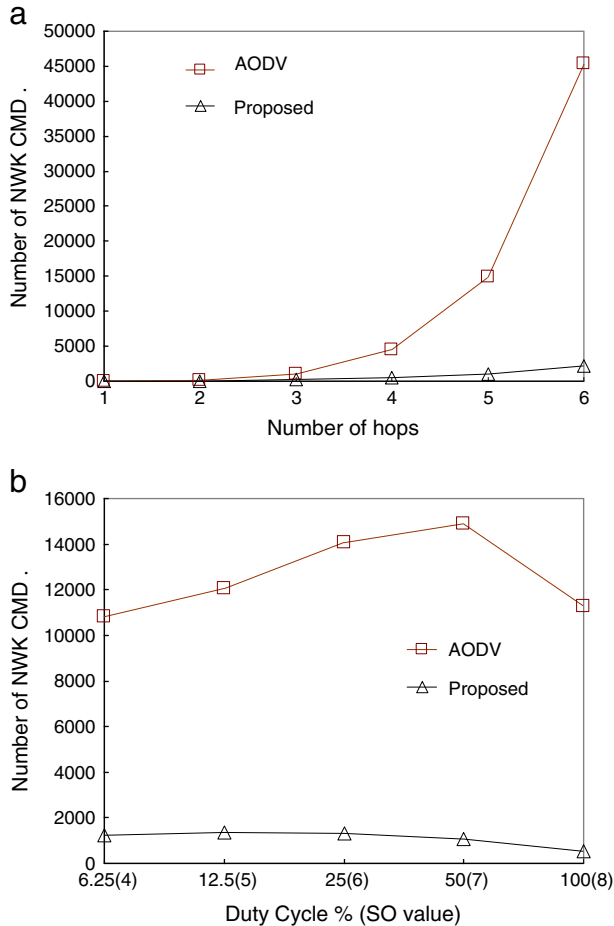 a
50000
45000
40000
35000
30000
25000
20000
15000
10000
5000
0
Number of NWK CMD .
AODV
Proposed
1 2 3 4 5 6
Number of hops
b
16000
14000
12000
10000
8000
6000
4000
2000
0
Number of NWK CMD .
AODV
Proposed
6.25(4) 12.5(5) 25(6) 50(7) 100(8)
Duty Cycle % (SO value)